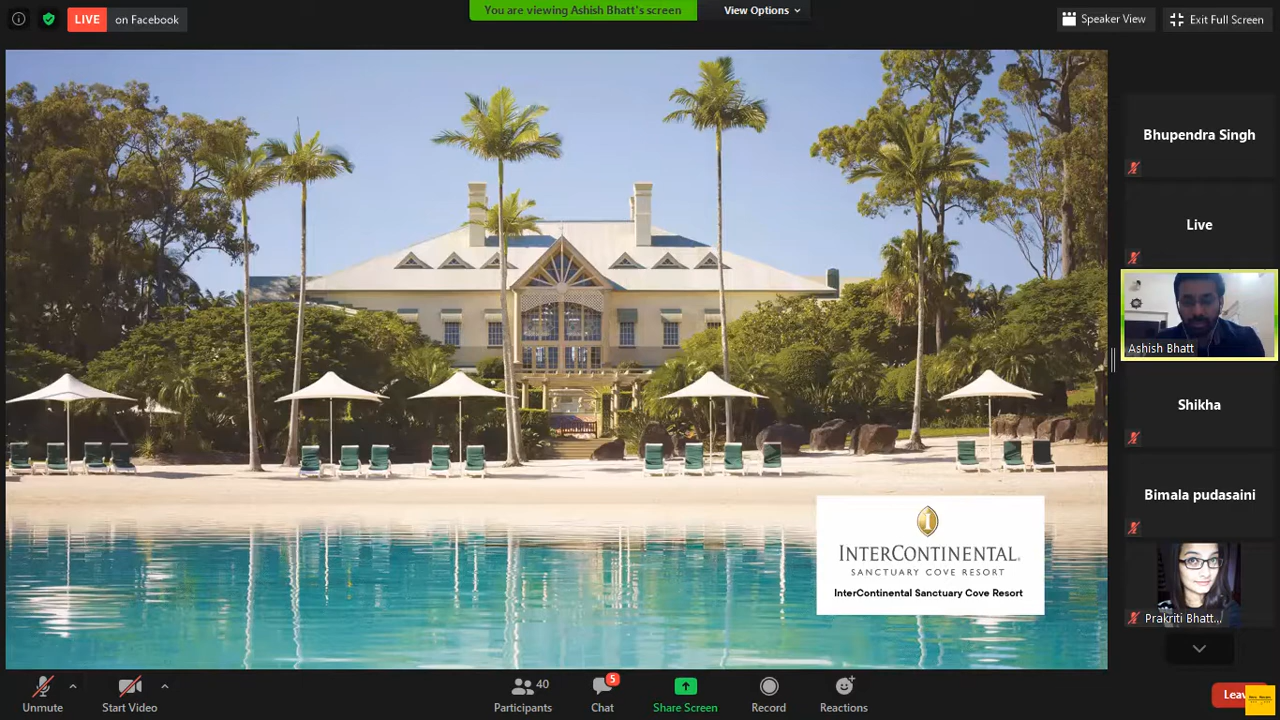 LIVE on Facebook
You are viewing Ashish Bhatt's screen
View Options
Speaker View
Exit Full Screen
Bhupendra Singh
Live
Ashish Bhatt
Shikha
Bimala pudasaini
Prakriti Bhatt...
INTERCONTINENTAL®
SANCTUARY COVE RESORT
InterContinental Sanctuary Cove Resort
Unmute
Start Video
Participants
40
Chat
5
Share Screen
Record
Reactions